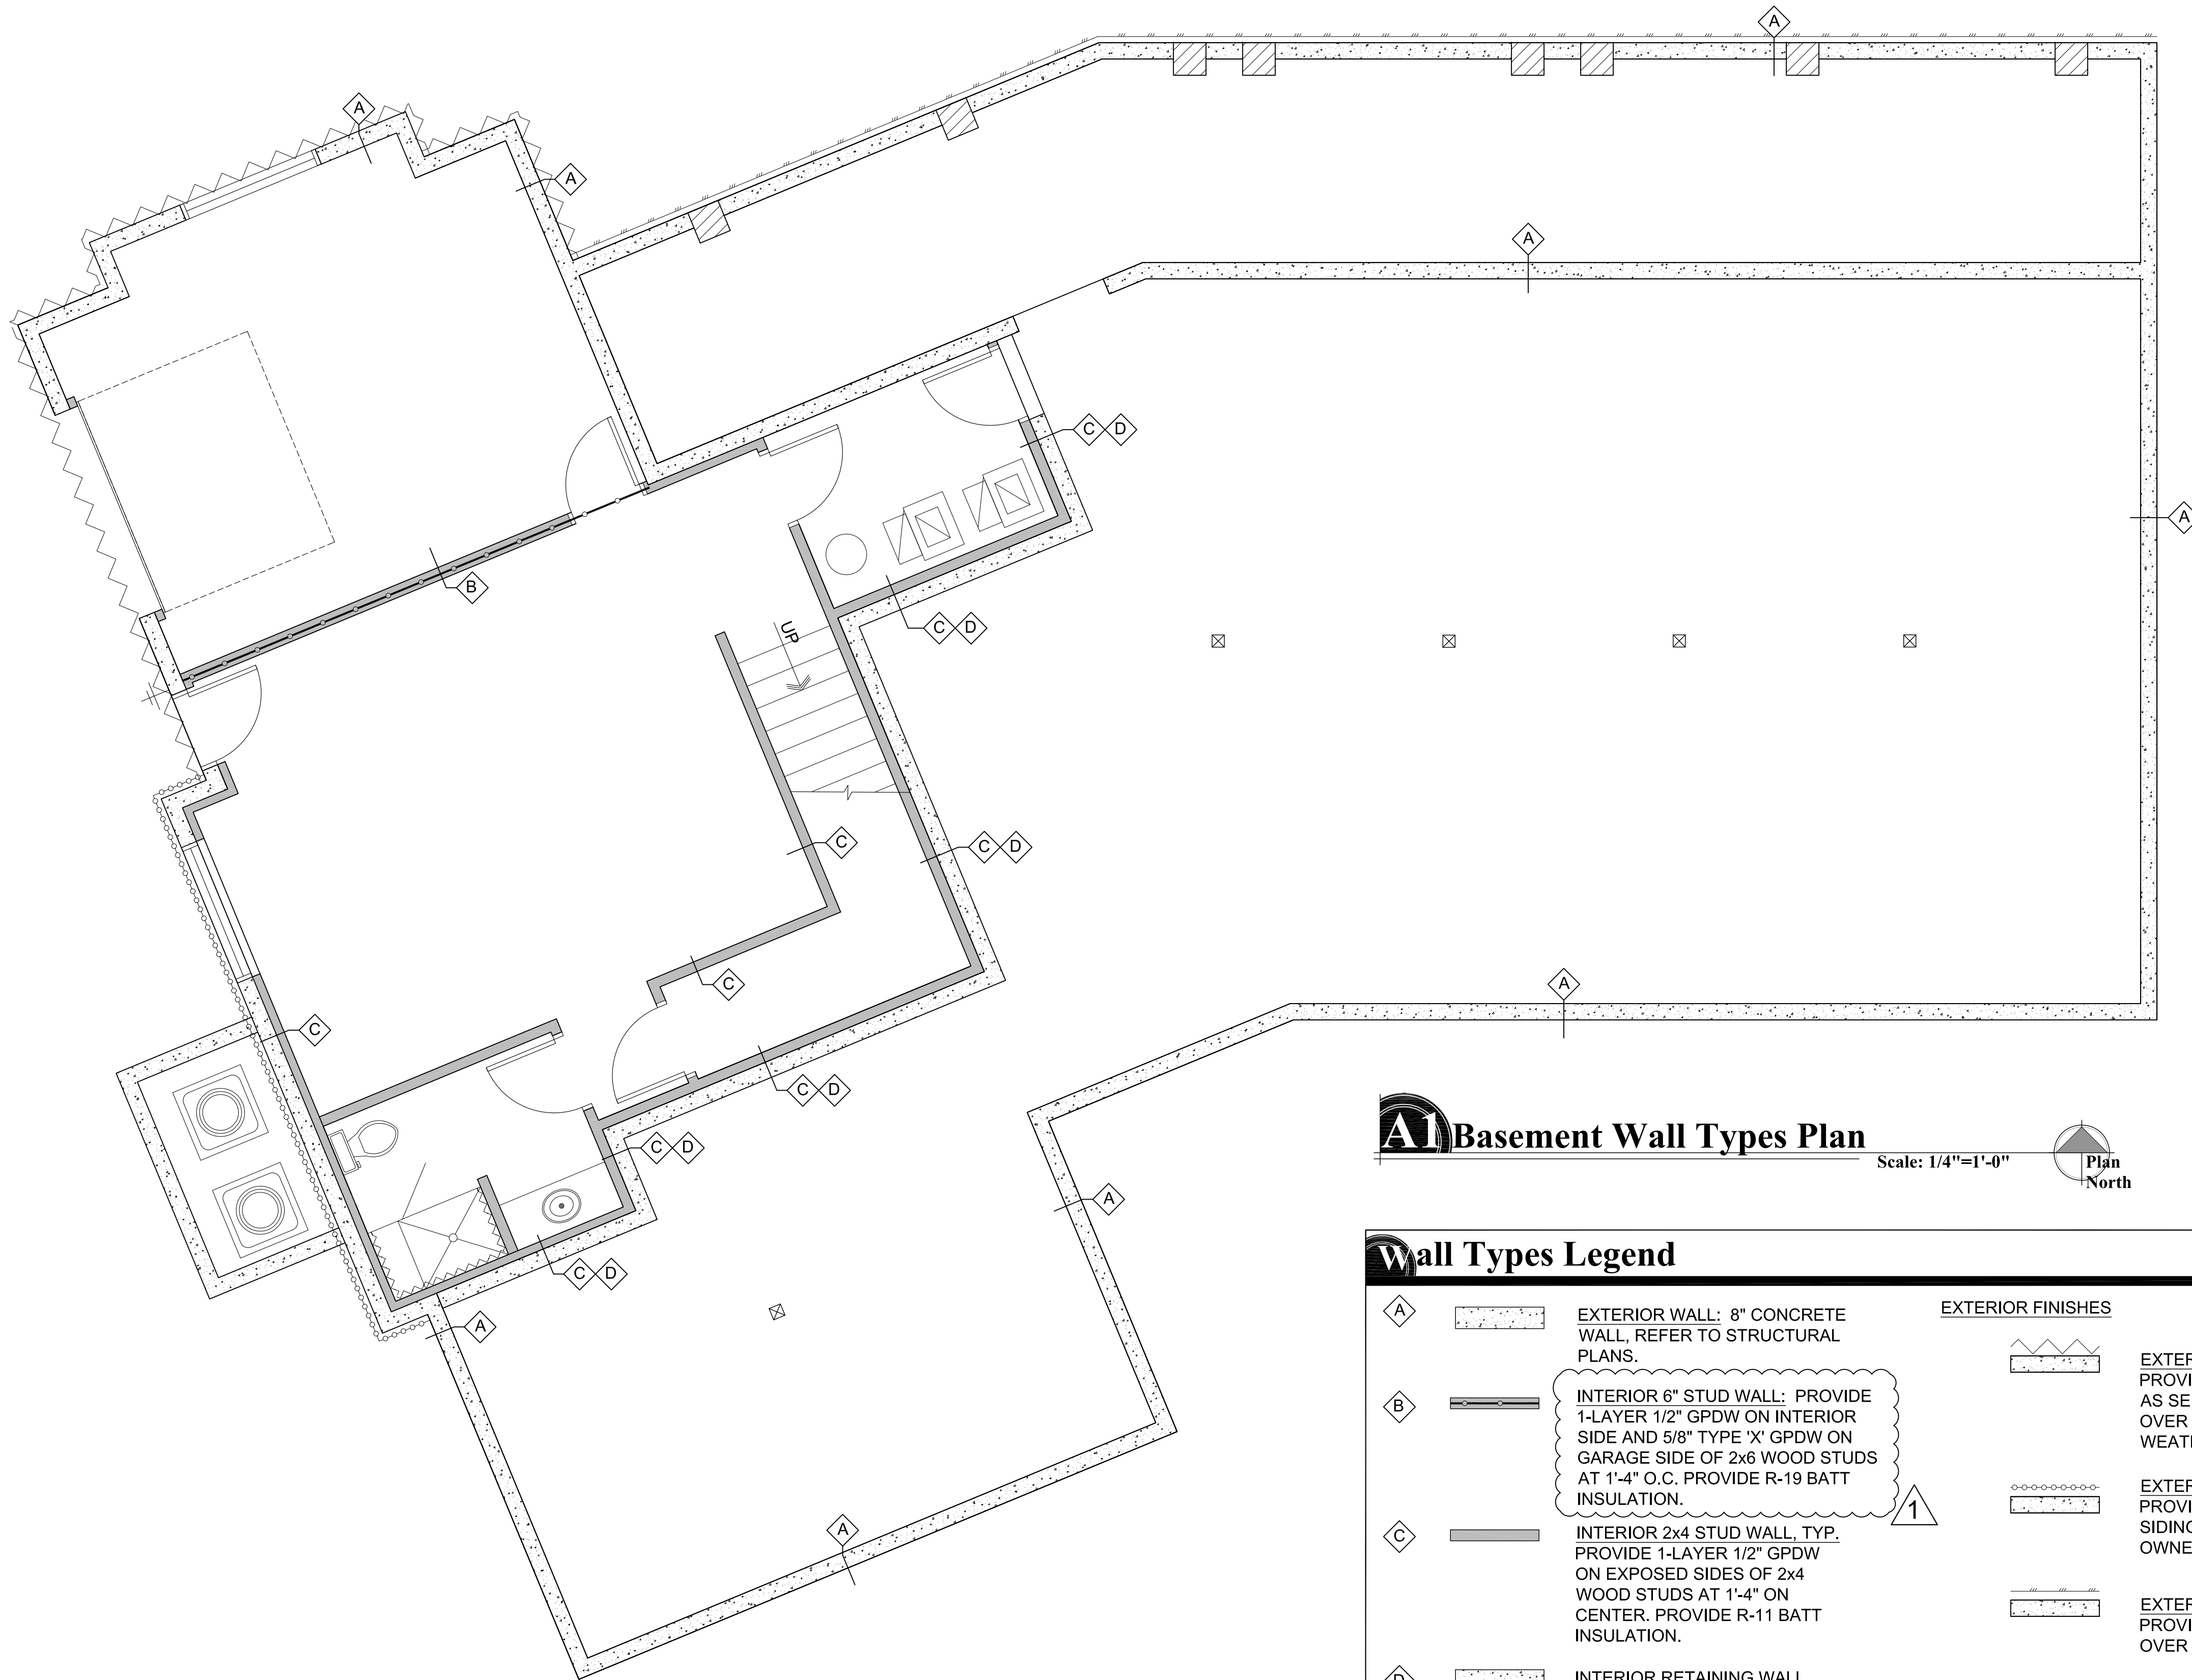 A
A
A
A
C D
A
B
C D
UP
C
C D
C
A
C
C D
C D
A
C D
A
A
A1 Basement Wall Types Plan
Scale: 1/4"=1'-0"
Plan
North
Wall Types Legend
A
EXTERIOR WALL: 8" CONCRETE
WALL, REFER TO STRUCTURAL
PLANS.
B
INTERIOR 6" STUD WALL: PROVIDE
1-LAYER 1/2" GPDW ON INTERIOR
SIDE AND 5/8" TYPE 'X' GPDW ON
GARAGE SIDE OF 2x6 WOOD STUDS
AT 1'-4" O.C. PROVIDE R-19 BATT
INSULATION.
1
C
INTERIOR 2x4 STUD WALL, TYP.
PROVIDE 1-LAYER 1/2" GPDW
ON EXPOSED SIDES OF 2x4
WOOD STUDS AT 1'-4" ON
CENTER. PROVIDE R-11 BATT
INSULATION.
D
INTERIOR RETAINING WALL
EXTERIOR FINISHES
AS
OVER
OVER